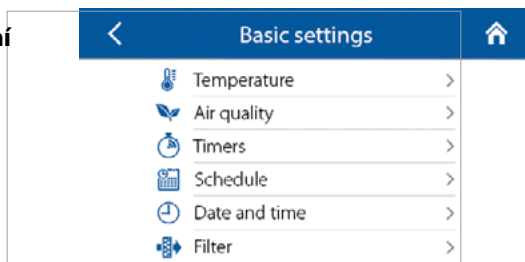 ní
Basic settings
Temperature
Air quality
Timers
Schedule
Date and time
Filter